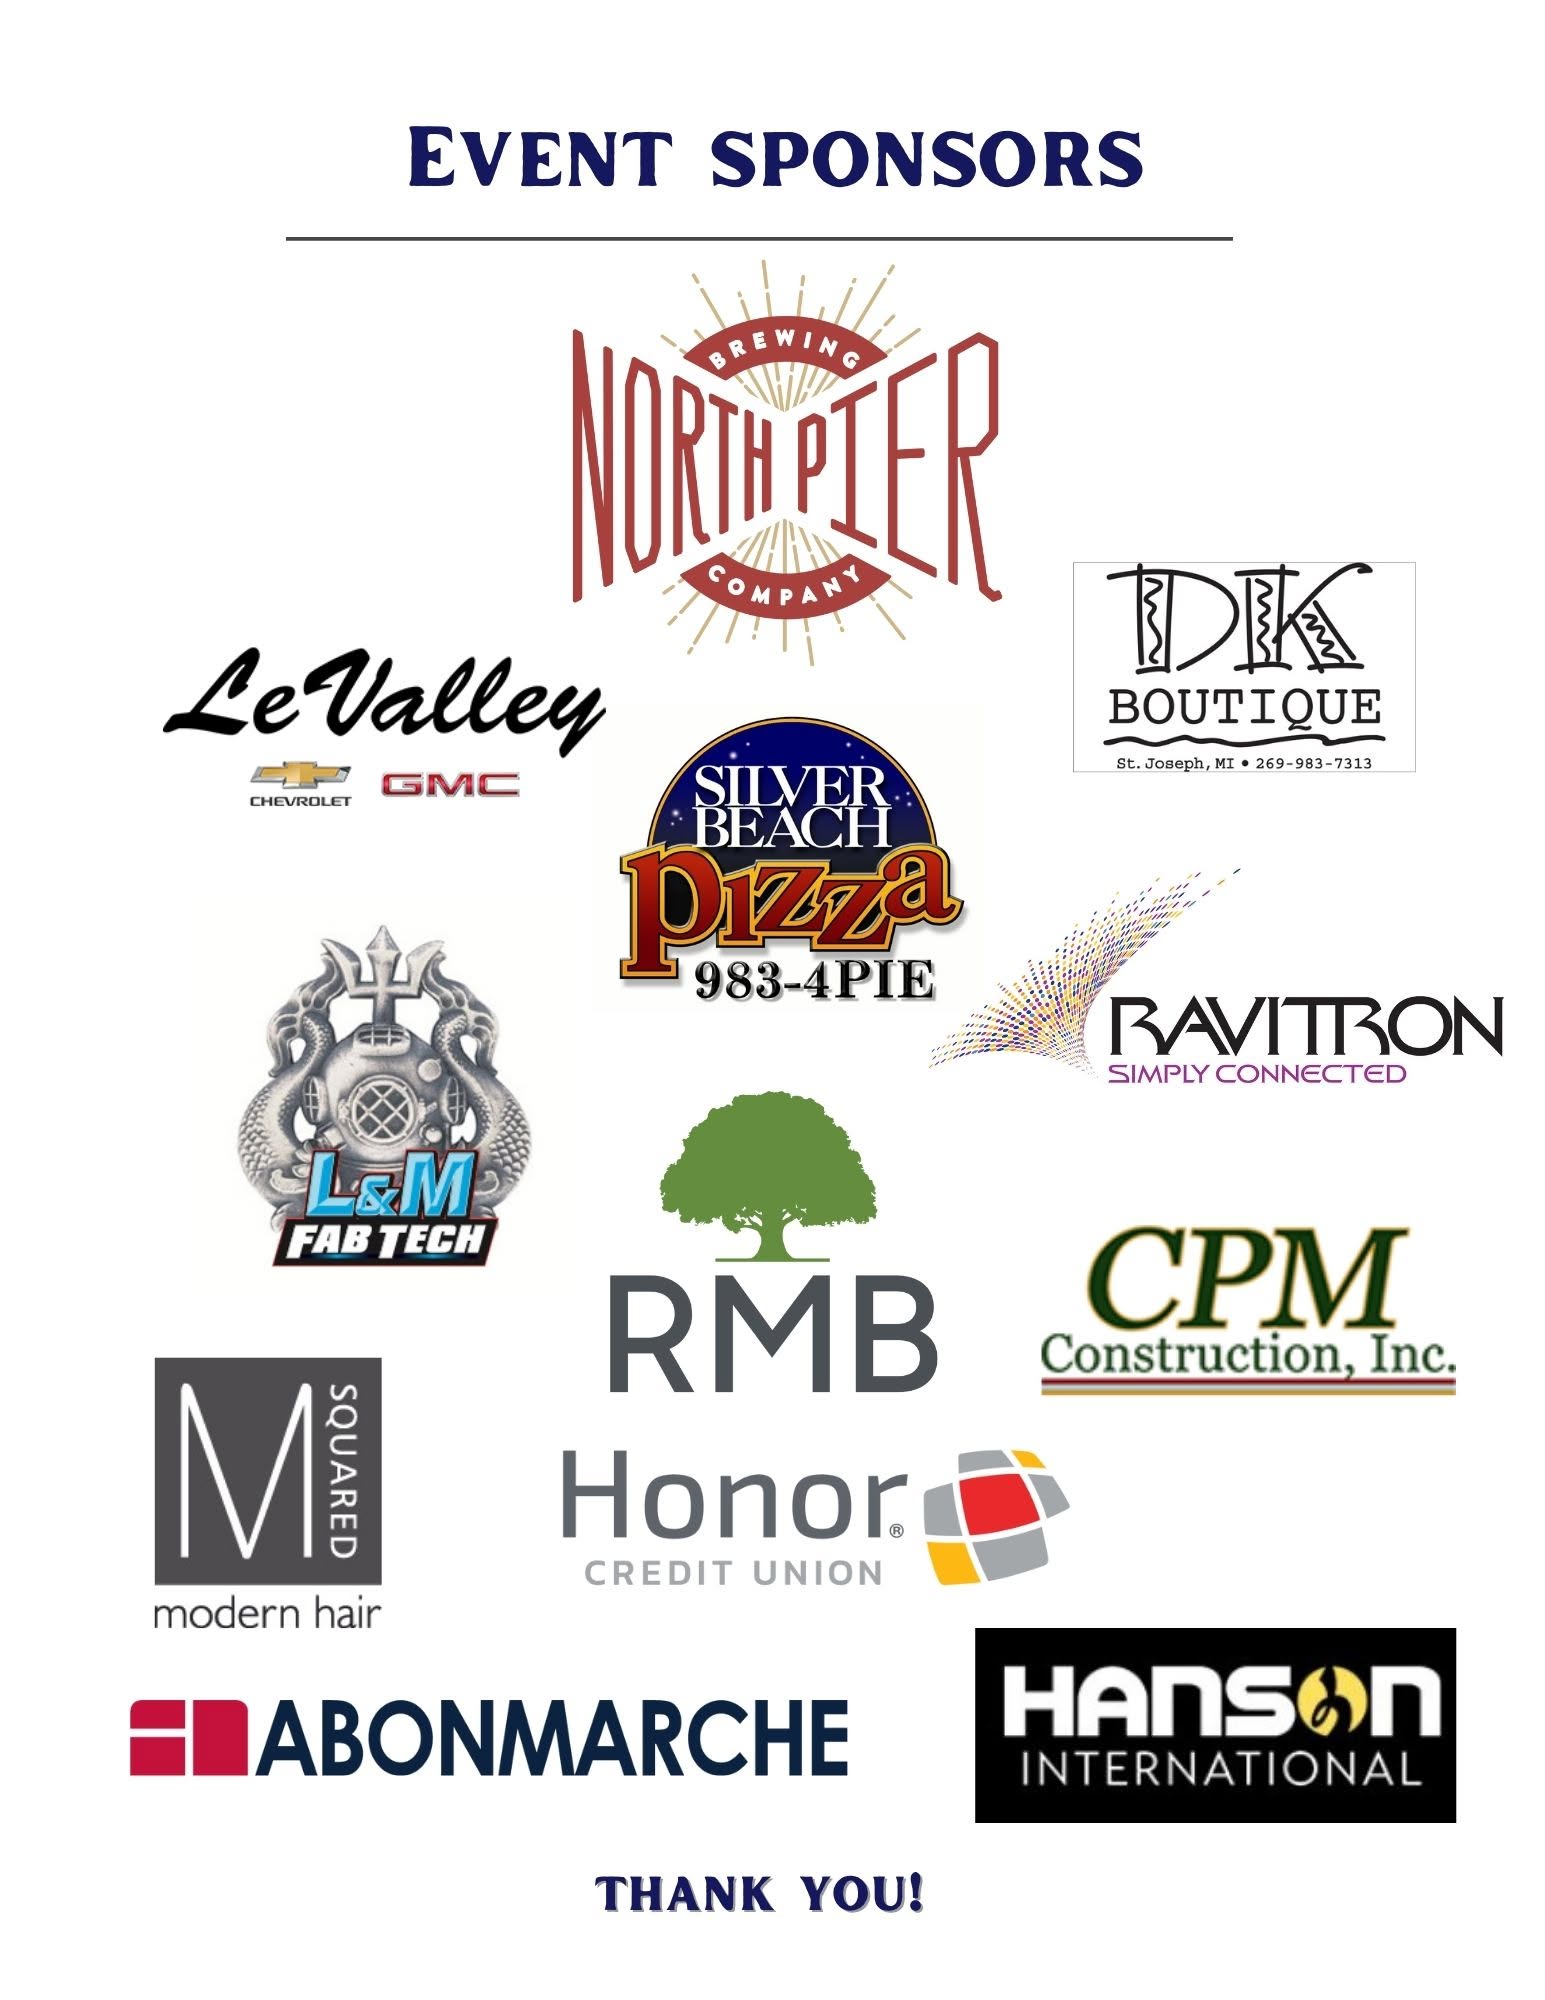 EVENT SPONSORS
BREWING
NORTH PIER
COMPANY
DK
BOUTIQUE
St. Joseph, MI • 269-983-7313
LeValley
CHEVROLET GMC
SILVER
BEACH
pizza
983-4PIE
RAVITRON
SIMPLY CONNECTED
L&M
FAB TECH
RMB
CPM
Construction, Inc.
M SQUARED
modern hair
Honor®
CREDIT UNION
ABONMARCHE
HANSON
INTERNATIONAL
THANK YOU!